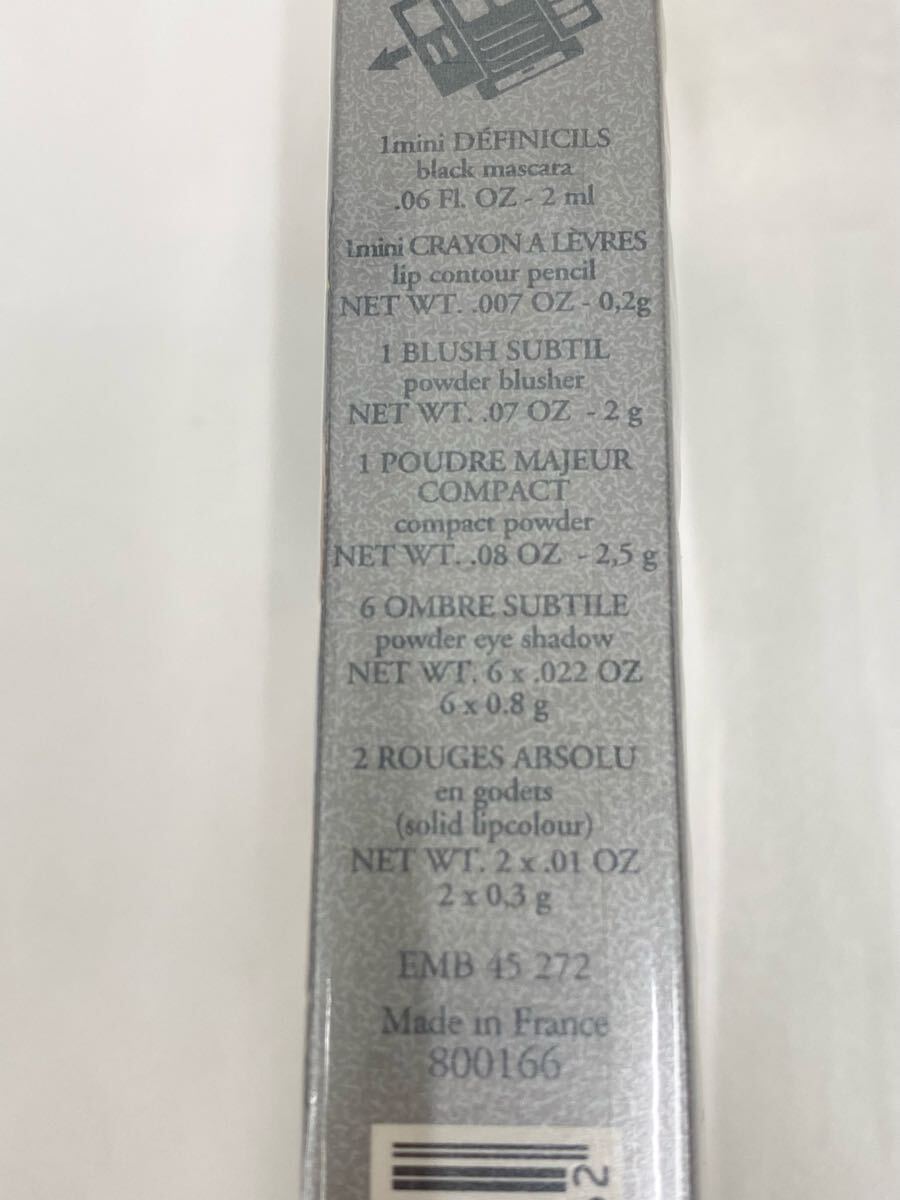 1mini DÉFINICILS
black mascara
.06 Fl. OZ - 2 ml
1mini CRAYON A LÈVRES
lip contour pencil
NET WT. .007 OZ - 0,2g
1 BLUSH SUBTIL
powder blusher
NET WT. .07 OZ - 2 g
1 POUDRE MAJEUR
COMPACT
compact powder
NET WT. .08 OZ - 2,5 g
6 OMBRE SUBTILE
powder eye shadow
NET WT. 6 x .022 OZ
6 x 0.8 g
2 ROUGES ABSOLU
en godets
(solid lipcolour)
NET WT. 2 x .01 OZ
2 x 0,3 g
EMB 45 272
Made in France
800166
2